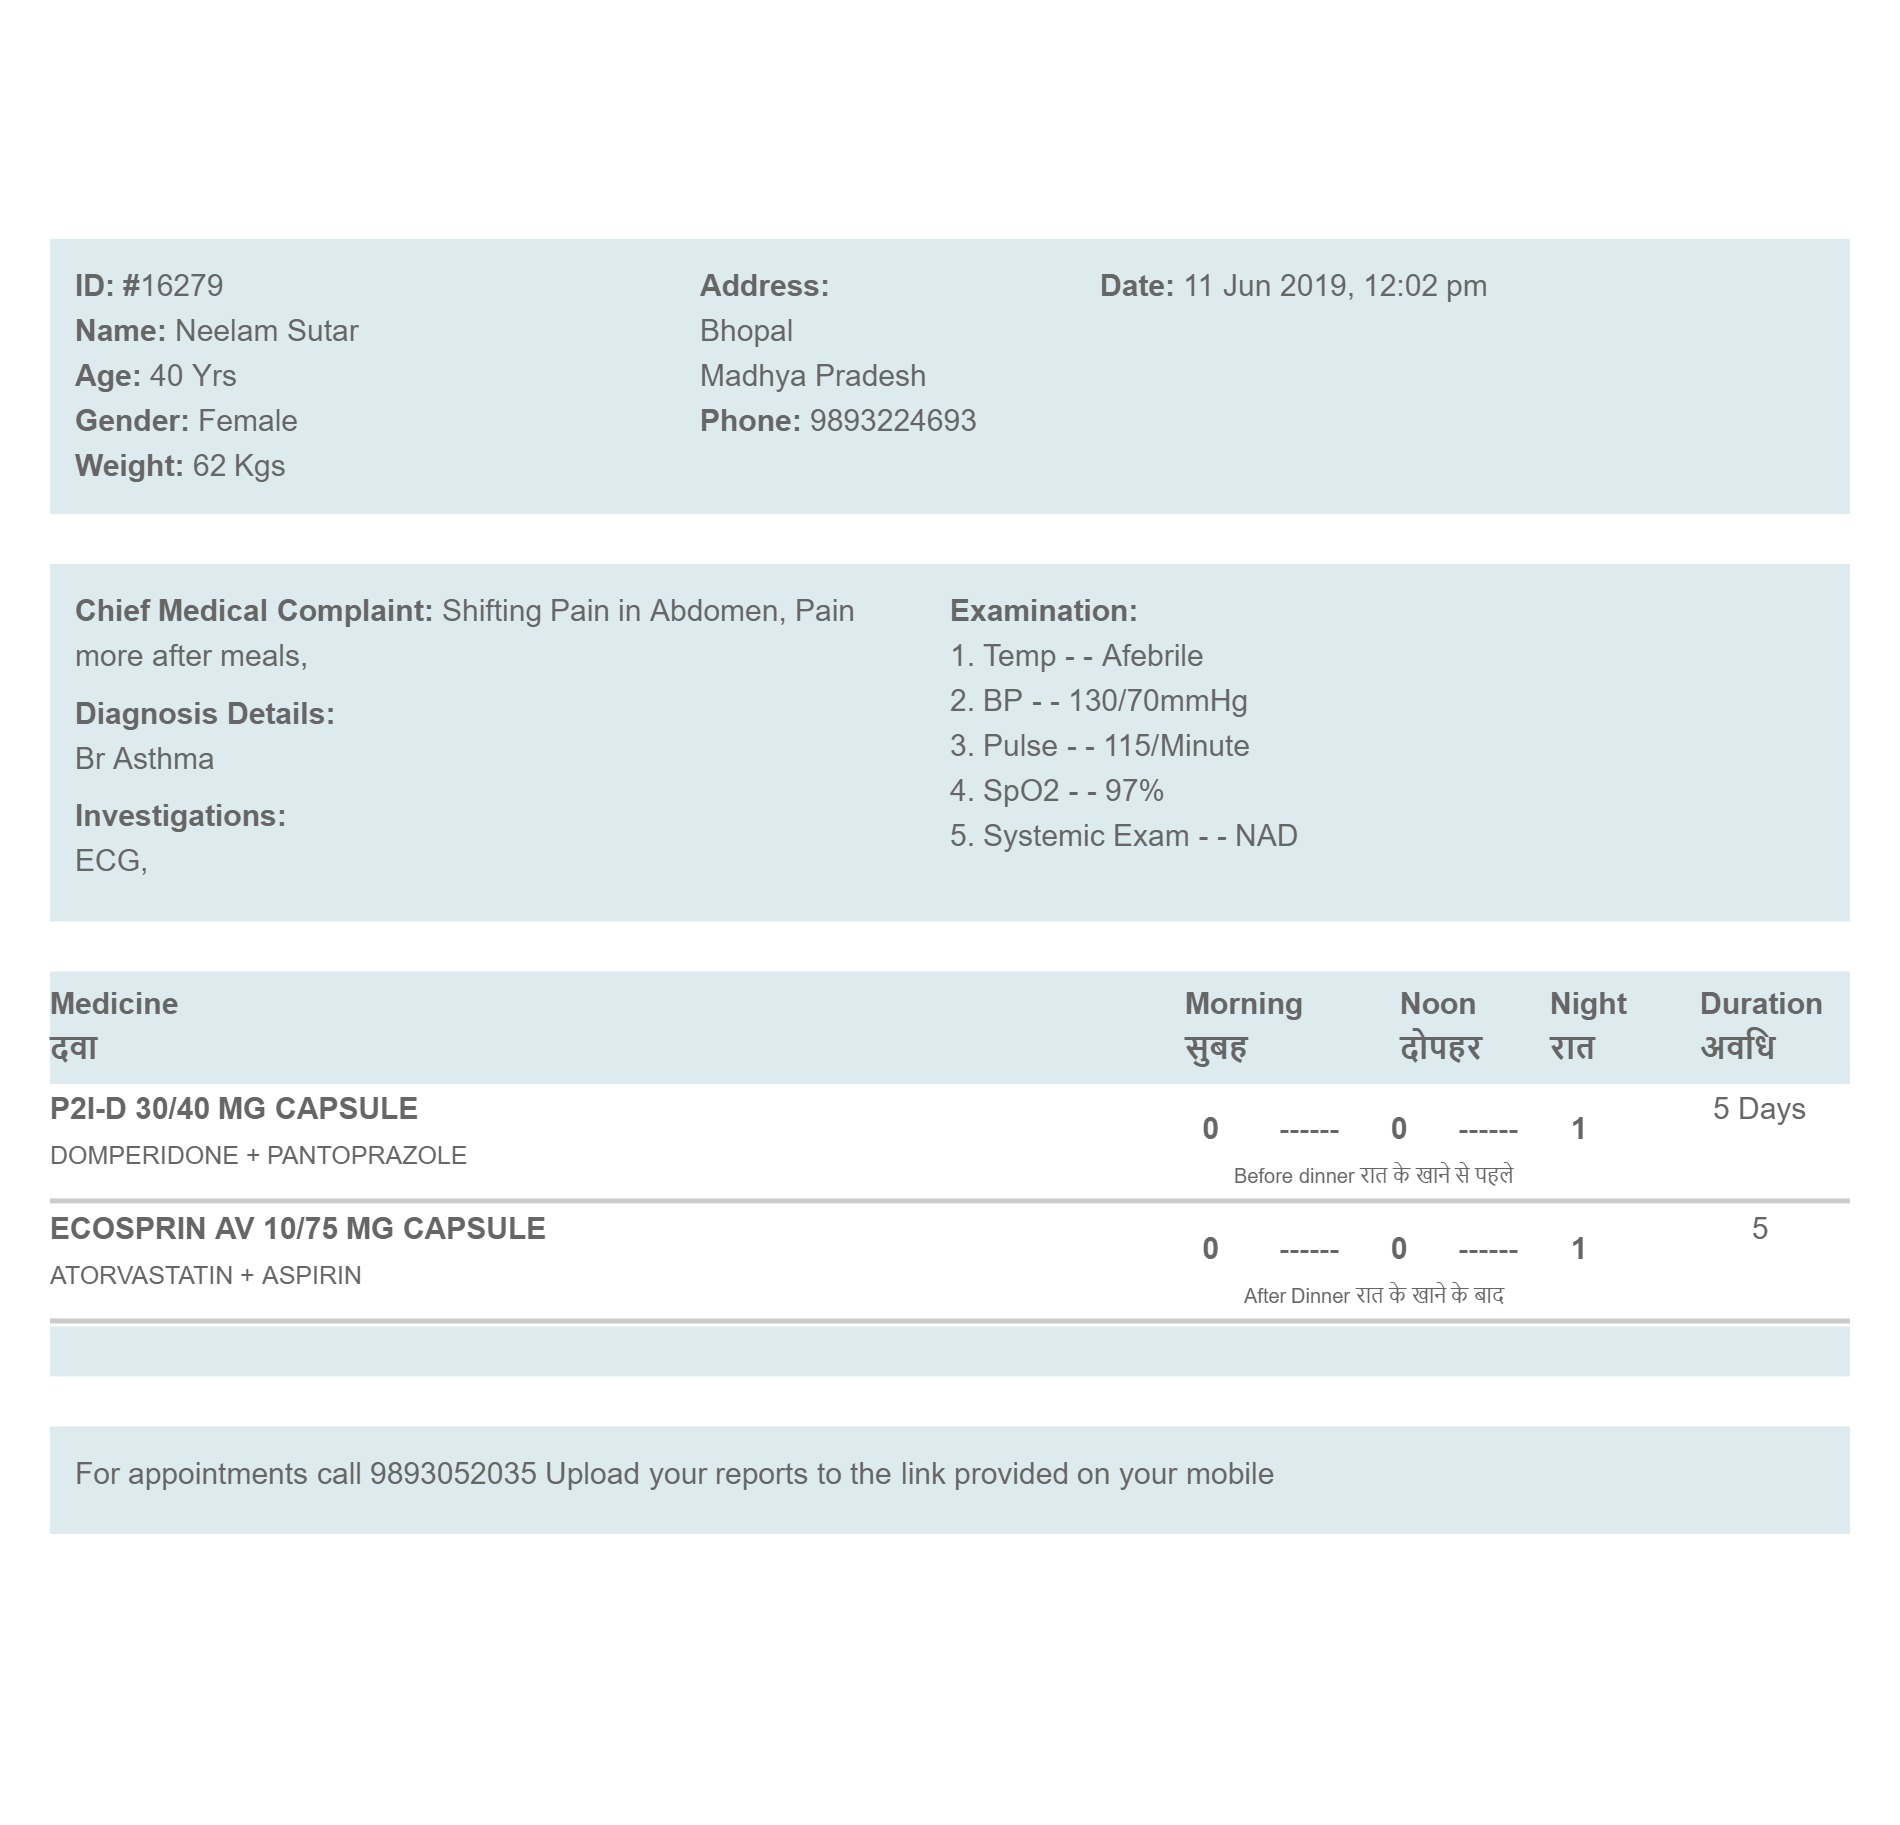 ID: #16279
Name: Neelam Sutar
Age: 40 Yrs
Gender: Female
Weight: 62 Kgs
Address:
Bhopal
Madhya Pradesh
Phone: 9893224693
Date: 11 Jun 2019, 12:02 pm
Chief Medical Complaint: Shifting Pain in Abdomen, Pain
more after meals,
Diagnosis Details:
Br Asthma
Investigations:
ECG,
Examination:
1. Temp - - Afebrile
2. BP - - 130/70mmHg
3. Pulse - - 115/Minute
4. SpO2 - - 97%
5. Systemic Exam - - NAD
Medicine Morning Noon Night Duration
दवा सुबह दोपहर रात अवधि
P2I-D 30/40 MG CAPSULE 5 Days
0 ------ 0 ------ 1
DOMPERIDONE + PANTOPRAZOLE
Before dinner रात के खाने से पहले
ECOSPRIN AV 10/75 MG CAPSULE 5
0 ------ 0 ------ 1
ATORVASTATIN + ASPIRIN
After Dinner रात के खाने के बाद
For appointments call 9893052035 Upload your reports to the link provided on your mobile